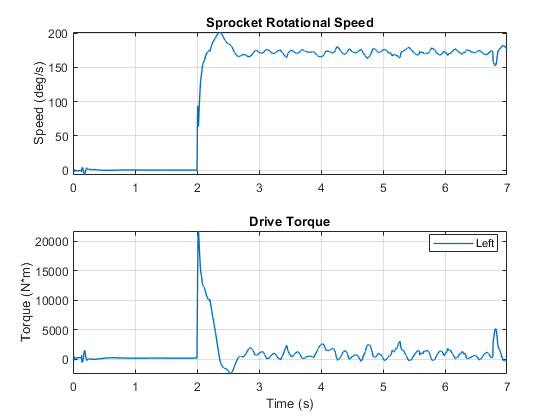 Sprocket Rotational Speed
200
150
100
50
0
Speed (deg/s)
0 1 2 3 4 5 6 7
Drive Torque
Left
20000
15000
10000
5000
0
Torque (N*m)
0 1 2 3 4 5 6 7
Time (s)